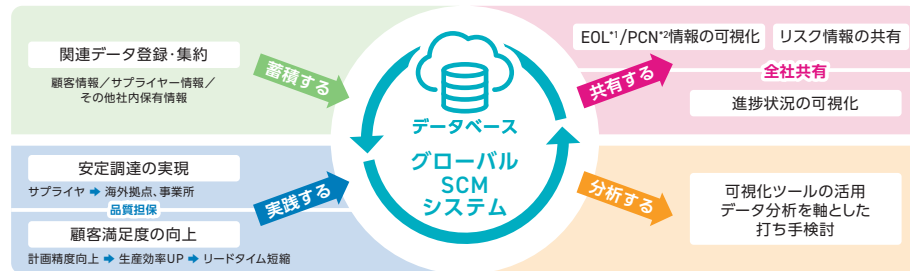 関連データ登録・集約
顧客情報／サプライヤー情報／
その他社内保有情報
蓄積する
データベース
グローバル
SCM
システム
共有する
EOL*1/PCN*2情報の可視化
リスク情報の共有
全社共有
進捗状況の可視化
安定調達の実現
サプライヤ ➡ 海外拠点、事業所
品質担保
顧客満足度の向上
計画精度向上 ➡ 生産効率UP ➡ リードタイム短縮
実践する
分析する
可視化ツールの活用
データ分析を軸とした
打ち手検討